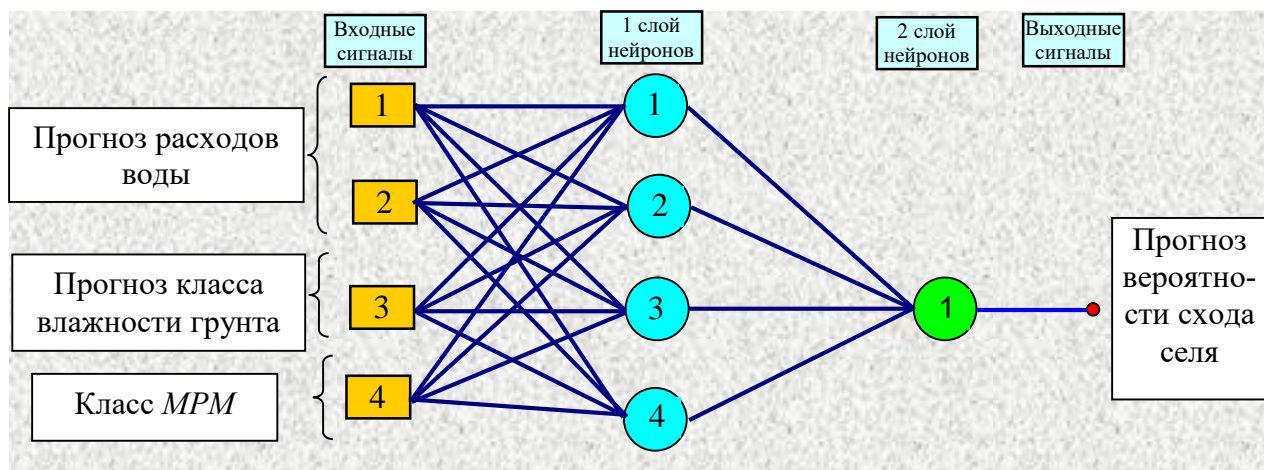 Входные
сигналы
1 слой
нейронов
2 слой
нейронов
Выходные
сигналы
Прогноз расходов
воды
Прогноз класса
влажности грунта
Класс МРМ
1
2
3
4
1
2
3
4
1
Прогноз
вероятно-
сти схода
селя